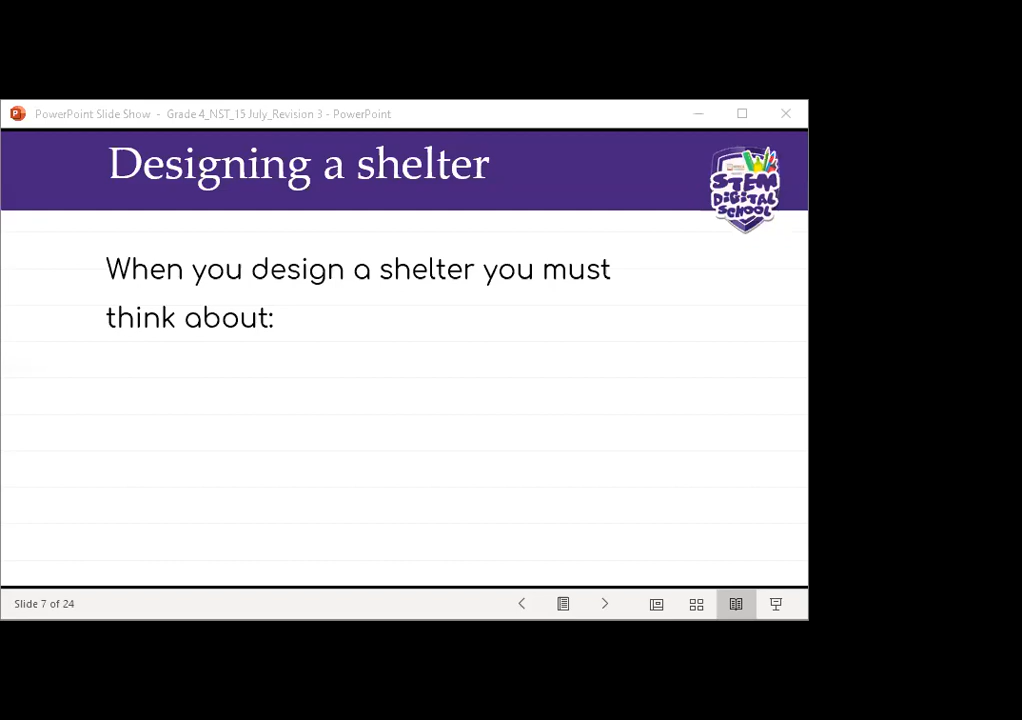 PowerPoint Slide Show - Grade 4_NST_15 July_Revision 3 - PowerPoint
Designing a shelter
STEM
DIGITAL
SCHOOL
When you design a shelter you must
think about:
Slide 7 of 24